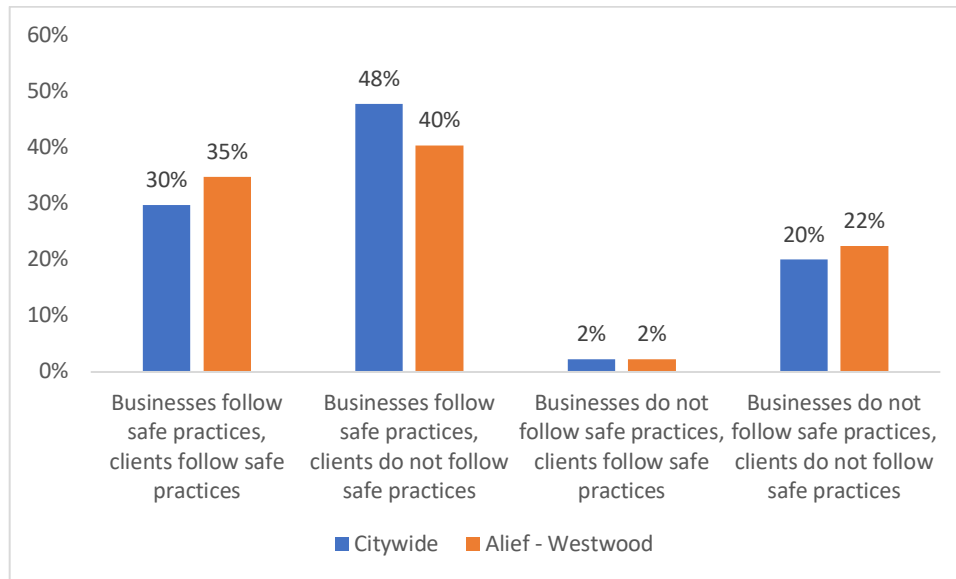 60%
50%
40%
30%
20%
10%
0%
30%
35%
48%
40%
2%
2%
20%
22%
Businesses follow
safe practices,
clients follow safe
practices
Businesses follow
safe practices,
clients do not follow
safe practices
Businesses do not
follow safe practices,
clients follow safe
practices
Businesses do not
follow safe practices,
clients do not follow
safe practices
Citywide
Alief - Westwood